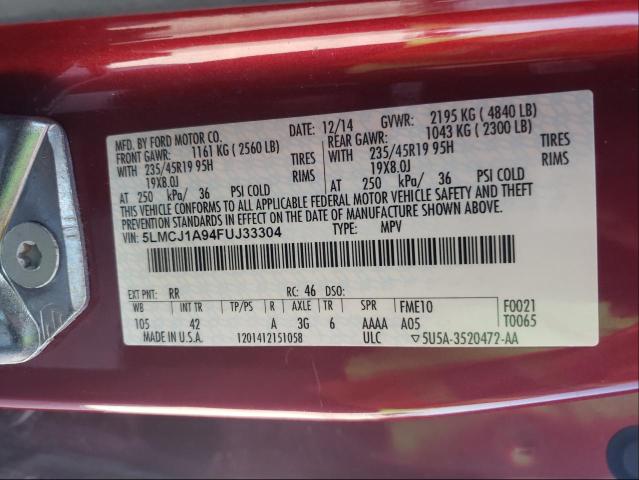 MFD. BY FORD MOTOR CO. DATE: 12/14 GVWR: 2195 KG ( 4840 LB)
FRONT GAWR: 1161 KG ( 2560 LB) REAR GAWR: 1043 KG ( 2300 LB)
WITH 235/45R19 95H TIRES WITH 235/45R19 95H TIRES
19X8.0J RIMS 19X8.0J RIMS
AT 250 kPa/ 36 PSI COLD AT 250 kPa/ 36 PSI COLD
THIS VEHICLE CONFORMS TO ALL APPLICABLE FEDERAL MOTOR VEHICLE SAFETY AND THEFT
PREVENTION STANDARDS IN EFFECT ON THE DATE OF MANUFACTURE SHOWN ABOVE.
VIN: 5LMCJ1A94FUJ33304 TYPE: MPV
EXT PNT: RR RC: 46 DSO:
WB INT TR TP/PS R AXLE TR SPR FME10 F0021
105 42 A 3G 6 AAAA A05 T0065
MADE IN U.S.A. 1201412151058 ULC ▽5U5A-3520472-AA